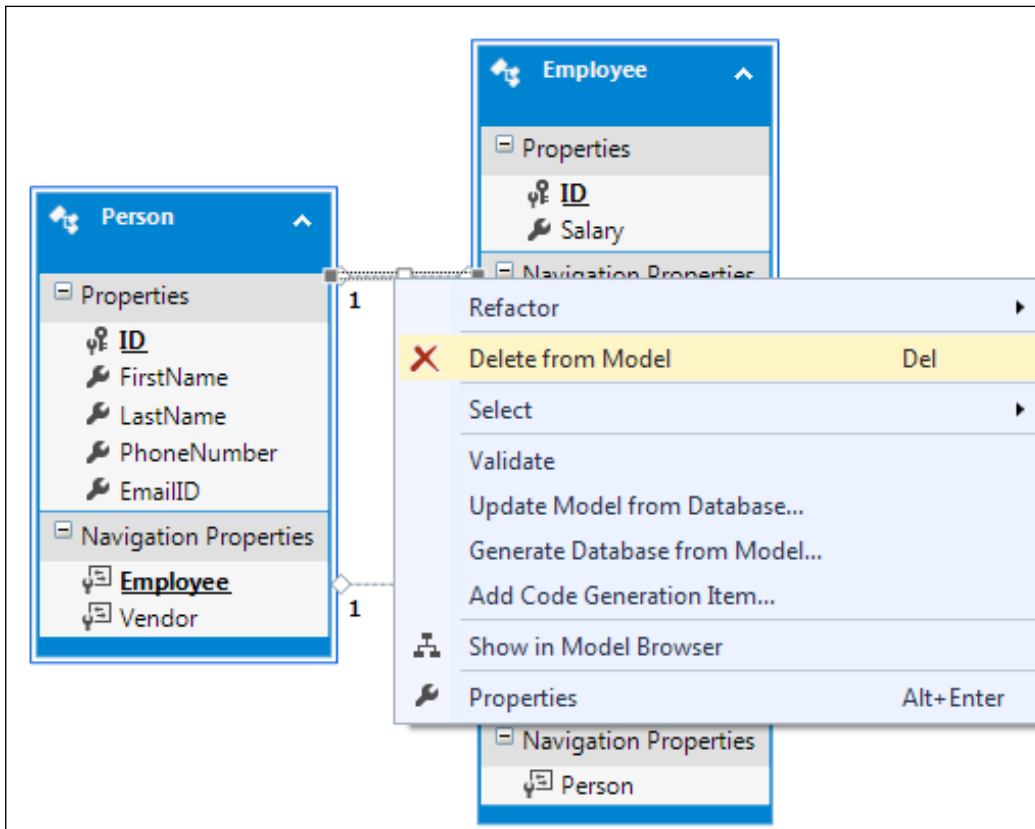 Employee
Properties
ID
Salary
Navigation Properties
Person
Properties
ID
FirstName
LastName
PhoneNumber
EmailID
Navigation Properties
Employee
Vendor
1
1
Refactor
Delete from Model Del
Select
Validate
Update Model from Database...
Generate Database from Model...
Add Code Generation Item...
Show in Model Browser
Properties Alt+Enter
Navigation Properties
Person